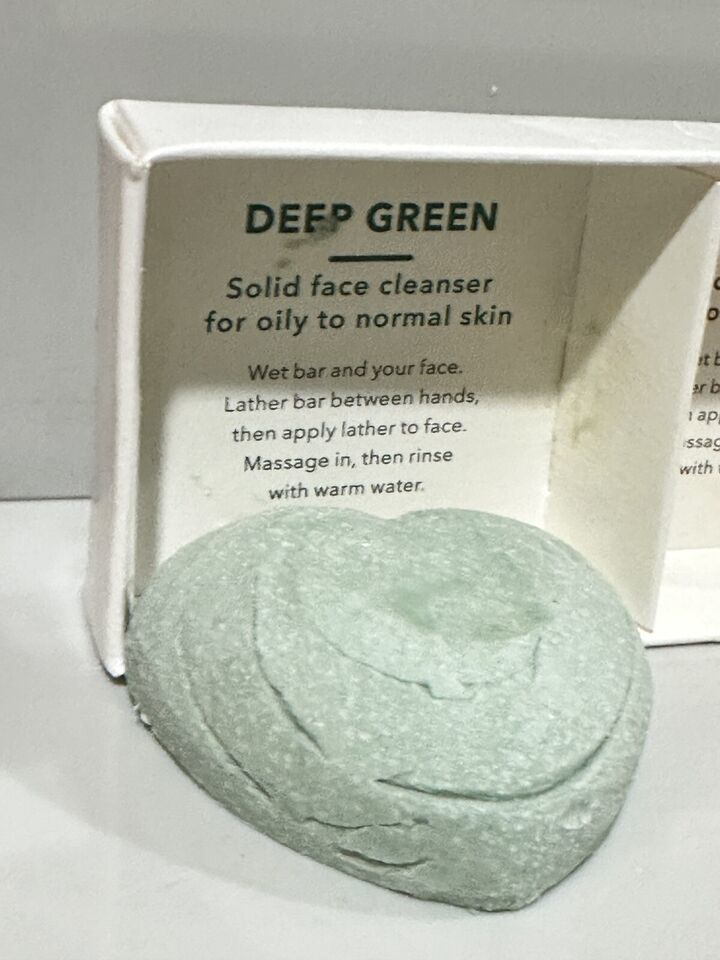 DEEP GREEN
Solid face cleanser
for oily to normal skin
Wet bar and your face.
Lather bar between hands,
then apply lather to face.
Massage in, then rinse
with warm water.
with